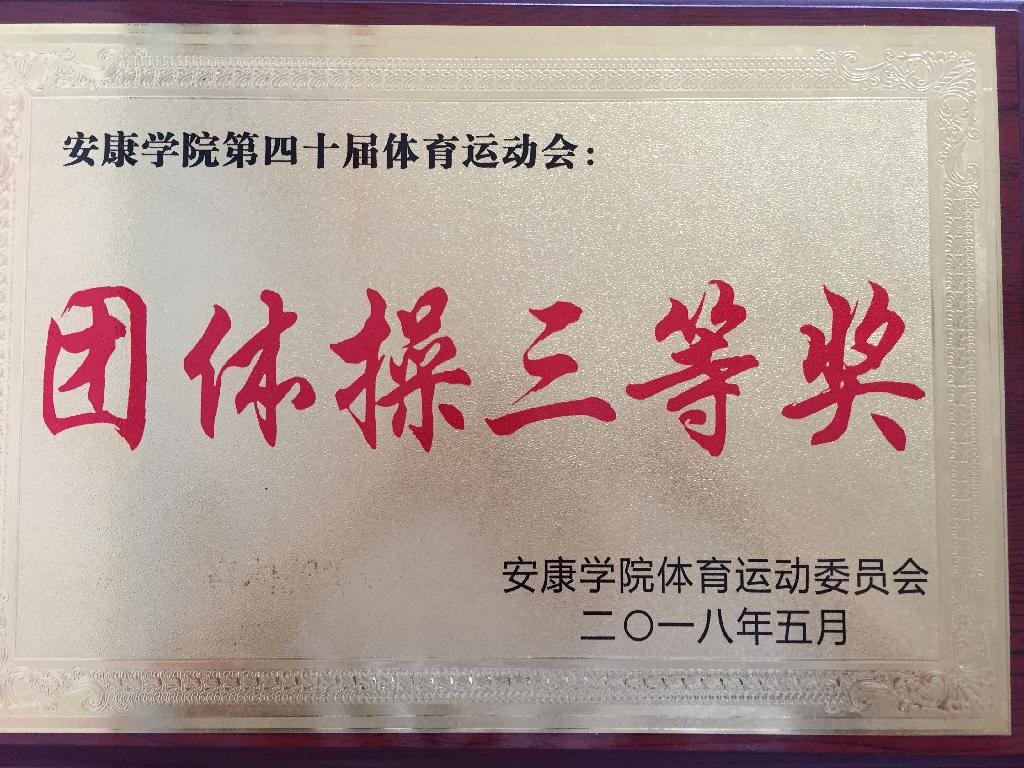 安康学院第四十届体育运动会：
团体操三等奖
安康学院体育运动委员会
二〇一八年五月